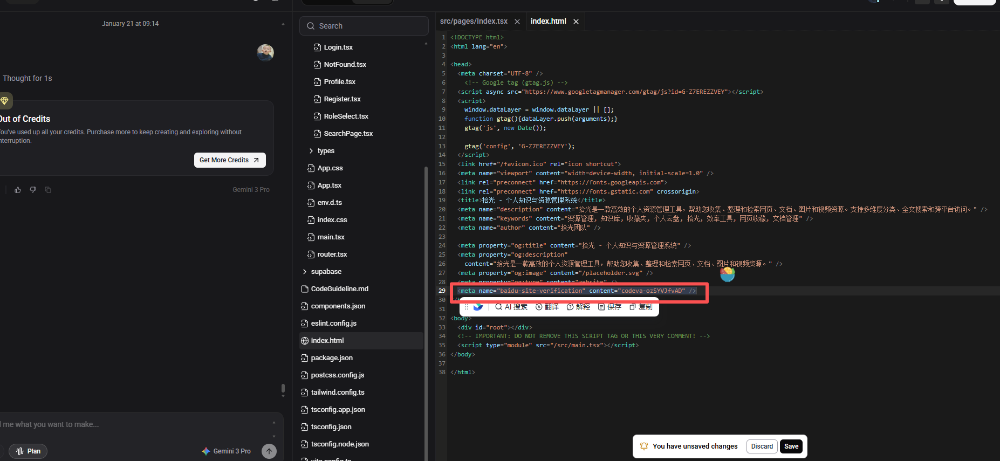 January 21 at 09:14
Thought for 1s
Out of Credits
You've used up all your credits. Purchase more to keep creating and exploring without
interruption.
Get More Credits
Gemini 3 Pro
me what you want to make...
Plan
Gemini 3 Pro
Search
Login.tsx
NotFound.tsx
Profile.tsx
Register.tsx
RoleSelect.tsx
SearchPage.tsx
types
App.css
App.tsx
env.d.ts
index.css
main.tsx
router.tsx
supabase
CodeGuideline.md
components.json
eslint.config.js
index.html
package.json
postcss.config.js
tailwind.config.ts
tsconfig.app.json
tsconfig.json
tsconfig.node.json
src/pages/Index.tsx
index.html
1 <!DOCTYPE html>
2 <html lang="en">
3
4 <head>
5 <meta charset="UTF-8" />
6 <!-- Google tag (gtag.js) -->
7 <script async src="https://www.googletagmanager.com/gtag/js?id=G-Z7EREZZVEY"></script>
8 <script>
9 window.dataLayer = window.dataLayer || [];
10 function gtag(){dataLayer.push(arguments);}
11 gtag('js', new Date());
12
13 gtag('config', 'G-Z7EREZZVEY');
14 </script>
15 <link href="/favicon.ico" rel="icon shortcut">
16 <meta name="viewport" content="width=device-width, initial-scale=1.0" />
17 <link rel="preconnect" href="https://fonts.googleapis.com">
18 <link rel="preconnect" href="https://fonts.gstatic.com" crossorigin>
19 <title>拾光 - 个人知识与资源管理系统</title>
20 <meta name="description" content="拾光是一款高效的个人资源管理工具，帮助您收集、整理和检索网页、文档、图片和视频资源。支持多维度分类、全文搜索和跨平台访问。" />
21 <meta name="keywords" content="资源管理, 知识库, 收藏夹, 个人云盘, 拾光, 效率工具, 网页收藏, 文档管理" />
22 <meta name="author" content="拾光团队" />
23
24 <meta property="og:title" content="拾光 - 个人知识与资源管理系统" />
25 <meta property="og:description"
26 content="拾光是一款高效的个人资源管理工具，帮助您收集、整理和检索网页、文档、图片和视频资源。" />
27 <meta property="og:image" content="/placeholder.svg" />
28 <meta property="og:type" content="website" />
29 <meta name="baidu-site-verification" content="codeva-ozSYVJfvAD" />
30
AI 搜索 翻译 解释 保存 复制
31
32 <body>
33 <div id="root"></div>
34 <!-- IMPORTANT: DO NOT REMOVE THIS SCRIPT TAG OR THIS VERY COMMENT! -->
35 <script type="module" src="/src/main.tsx"></script>
36 </body>
37
38 </html>
You have unsaved changes
Discard
Save